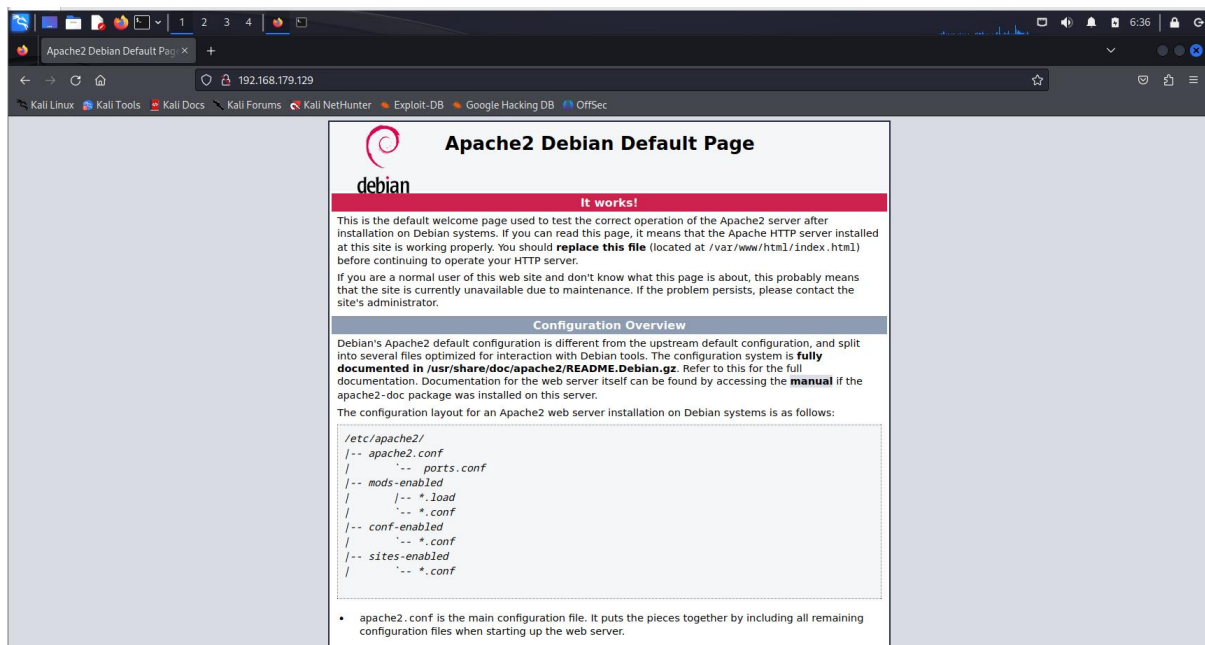 1 2 3 4 6:36
Apache2 Debian Default Pag
192.168.179.129
Kali Linux Kali Tools Kali Docs Kali Forums Kali NetHunter Exploit-DB Google Hacking DB OffSec
Apache2 Debian Default Page
debian
It works!
This is the default welcome page used to test the correct operation of the Apache2 server after
installation on Debian systems. If you can read this page, it means that the Apache HTTP server installed
at this site is working properly. You should replace this file (located at /var/www/html/index.html)
before continuing to operate your HTTP server.
If you are a normal user of this web site and don't know what this page is about, this probably means
that the site is currently unavailable due to maintenance. If the problem persists, please contact the
site's administrator.
Configuration Overview
Debian's Apache2 default configuration is different from the upstream default configuration, and split
into several files optimized for interaction with Debian tools. The configuration system is fully
documented in /usr/share/doc/apache2/README.Debian.gz. Refer to this for the full
documentation. Documentation for the web server itself can be found by accessing the manual if the
apache2-doc package was installed on this server.
The configuration layout for an Apache2 web server installation on Debian systems is as follows:
/etc/apache2/
|-- apache2.conf
|       `--  ports.conf
|-- mods-enabled
|       |-- *.load
|       `-- *.conf
|-- conf-enabled
|       `-- *.conf
|-- sites-enabled
|       `-- *.conf
• apache2.conf is the main configuration file. It puts the pieces together by including all remaining
configuration files when starting up the web server.